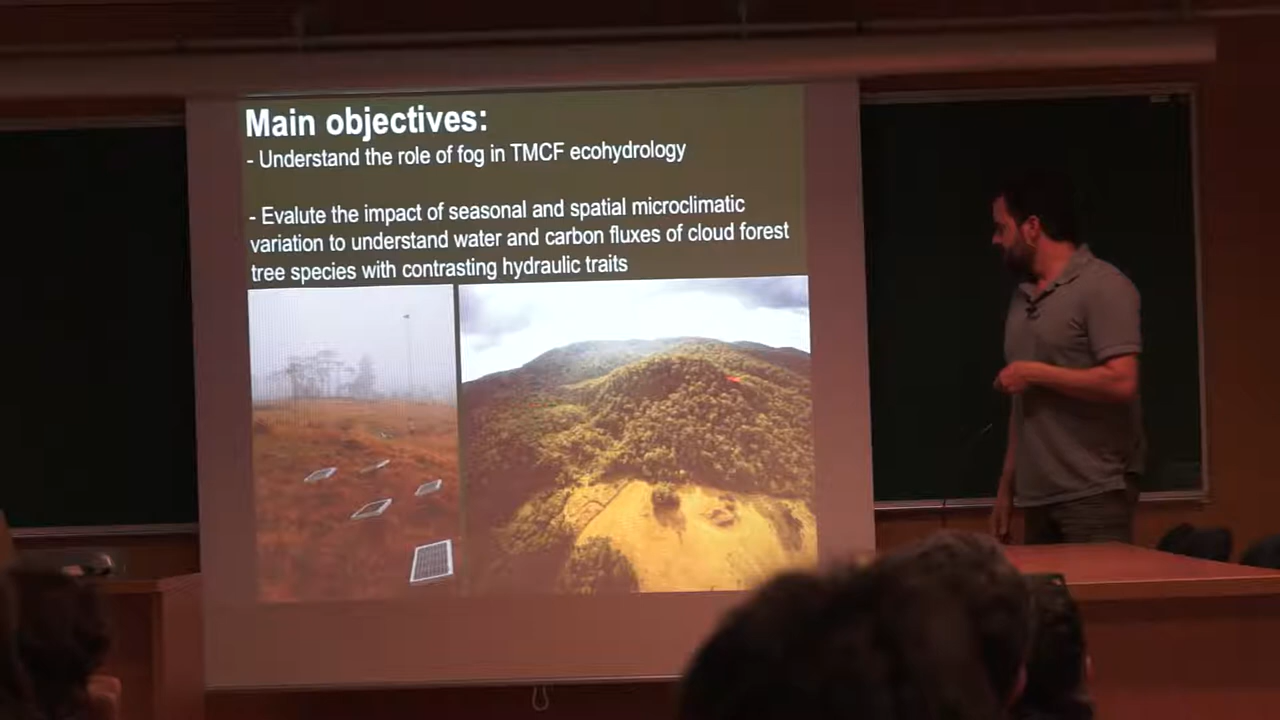 Main objectives:
- Understand the role of fog in TMCF ecohydrology
- Evalute the impact of seasonal and spatial microclimatic
variation to understand water and carbon fluxes of cloud forest
tree species with contrasting hydraulic traits